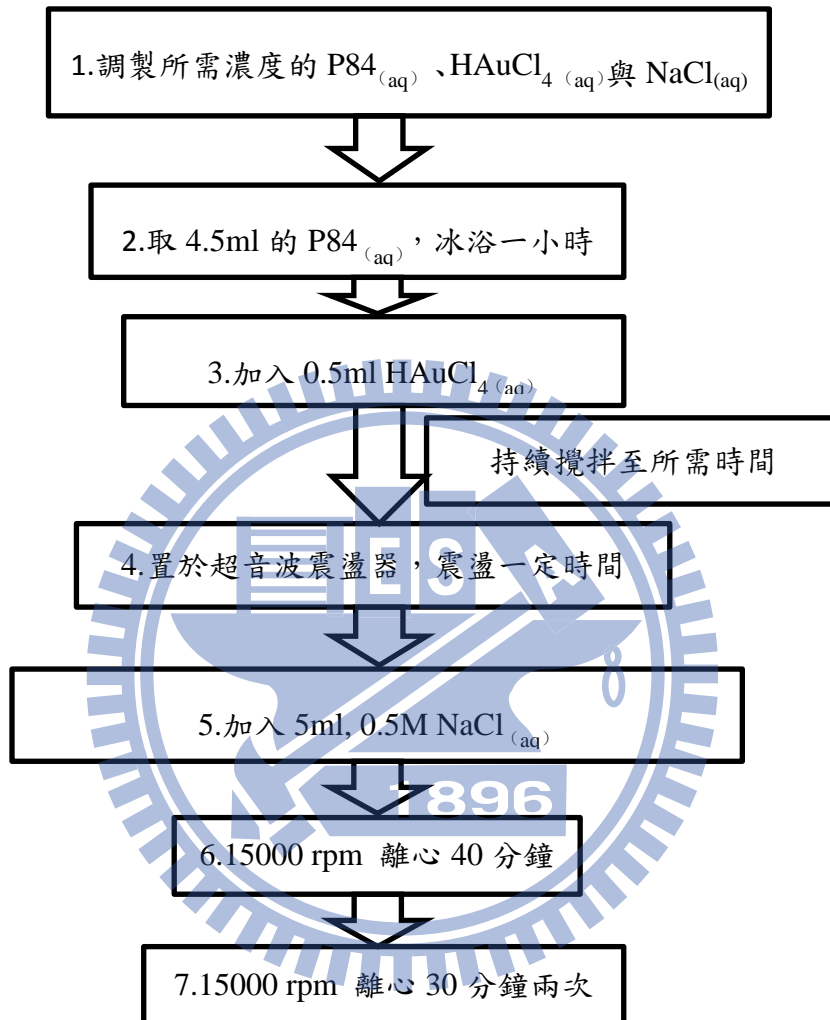 1.調製所需濃度的 P84（aq）、HAuCl4（aq）與 NaCl(aq)
2.取 4.5ml 的 P84（aq），冰浴一小時
3.加入 0.5ml HAuCl4（aq）
持續攪拌至所需時間
4.置於超音波震盪器，震盪一定時間
ES
A
5.加入 5ml, 0.5M NaCl（aq）
8
1896
6.15000 rpm 離心 40 分鐘
7.15000 rpm 離心 30 分鐘兩次